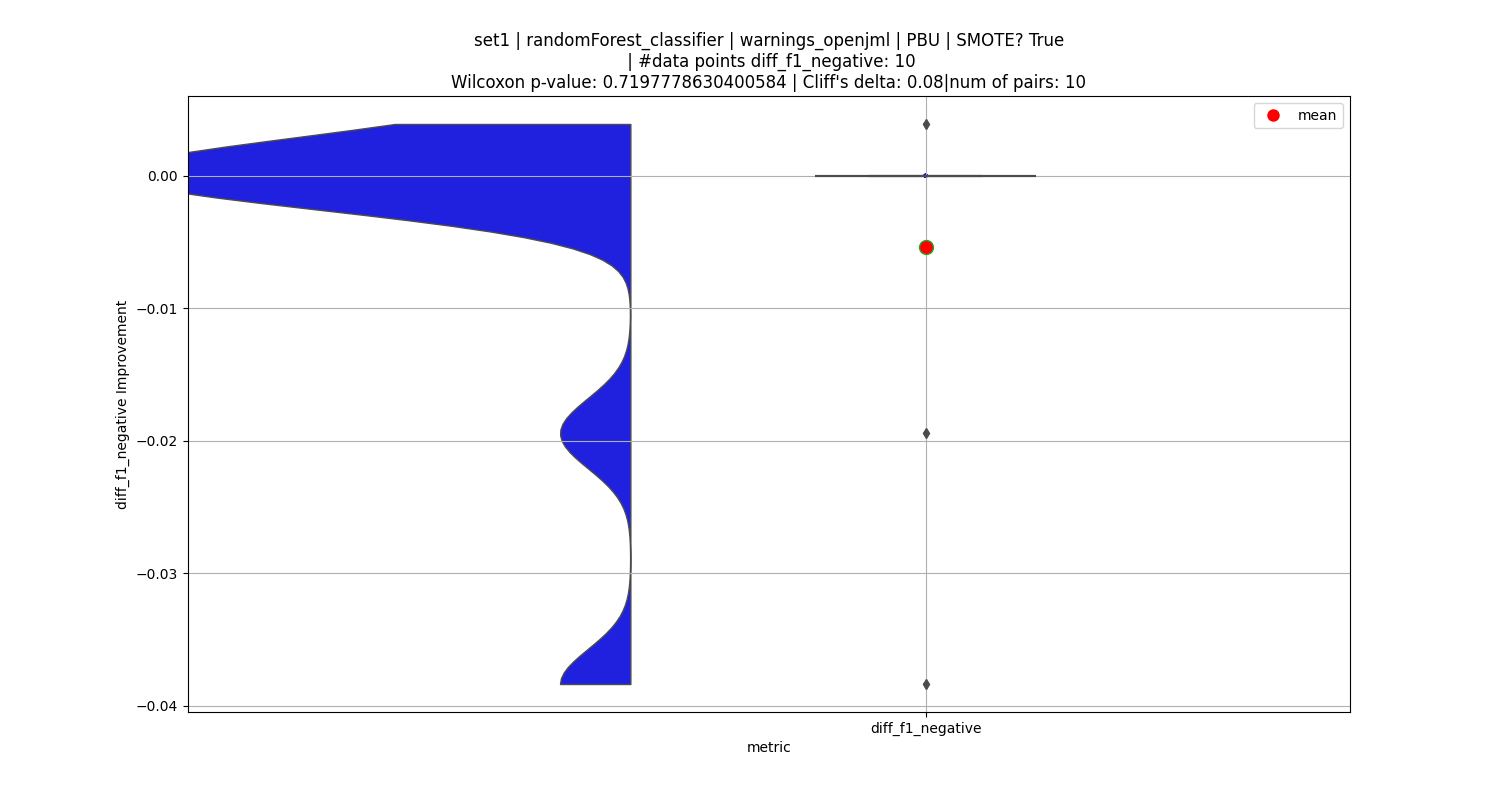 set1 | randomForest_classifier | warnings_openjml | PBU | SMOTE? True
| #data points diff_f1_negative: 10
Wilcoxon p-value: 0.7197778630400584 | Cliff's delta: 0.08|num of pairs: 10
mean
0.00
−0.01
−0.02
−0.03
−0.04
diff_f1_negative Improvement
diff_f1_negative
metric